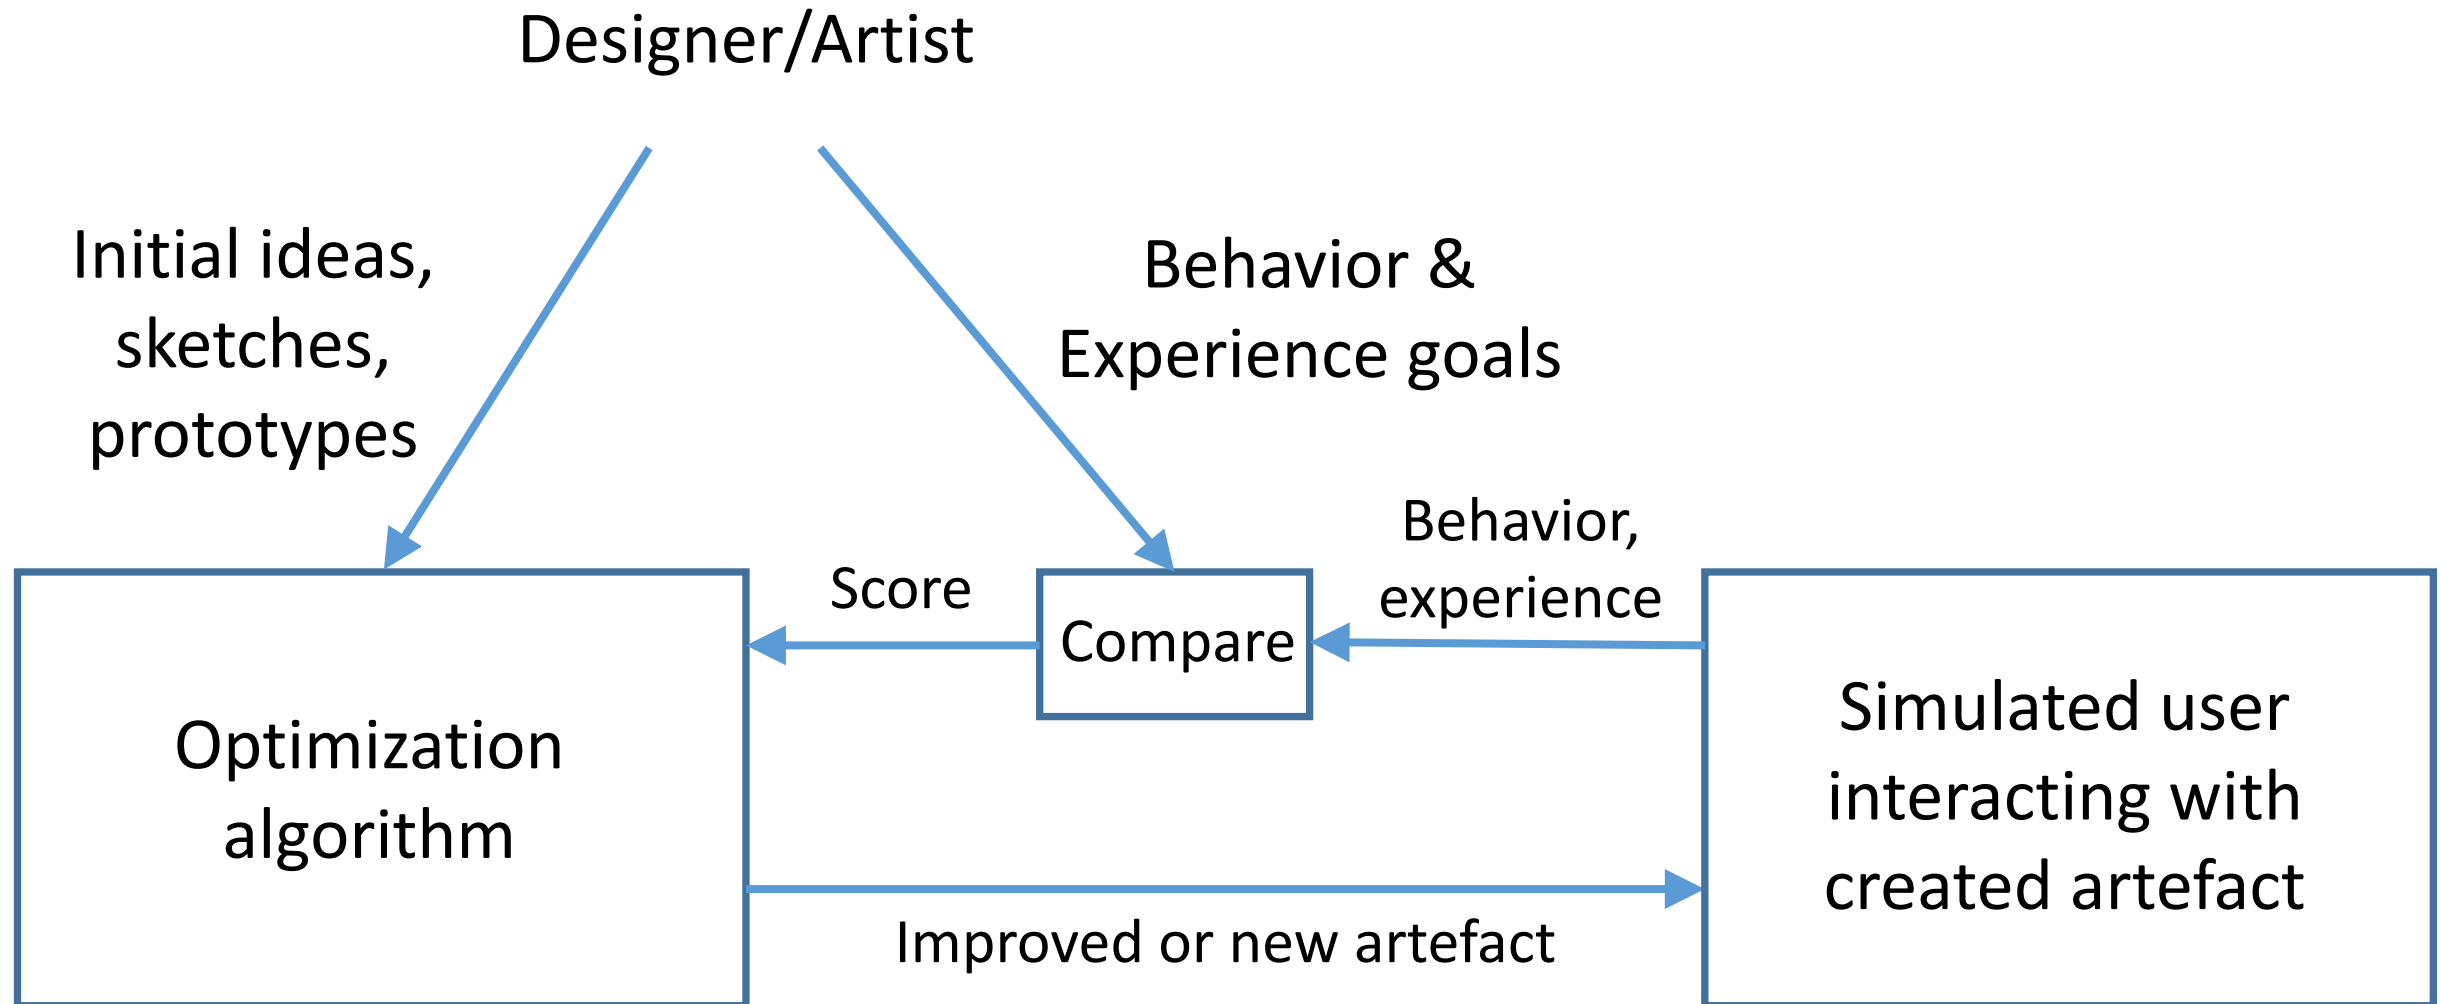 Designer/Artist
Initial ideas,
sketches,
prototypes
Behavior &
Experience goals
Behavior,
experience
Score
Compare
Optimization
algorithm
Simulated user
interacting with
created artefact
Improved or new artefact